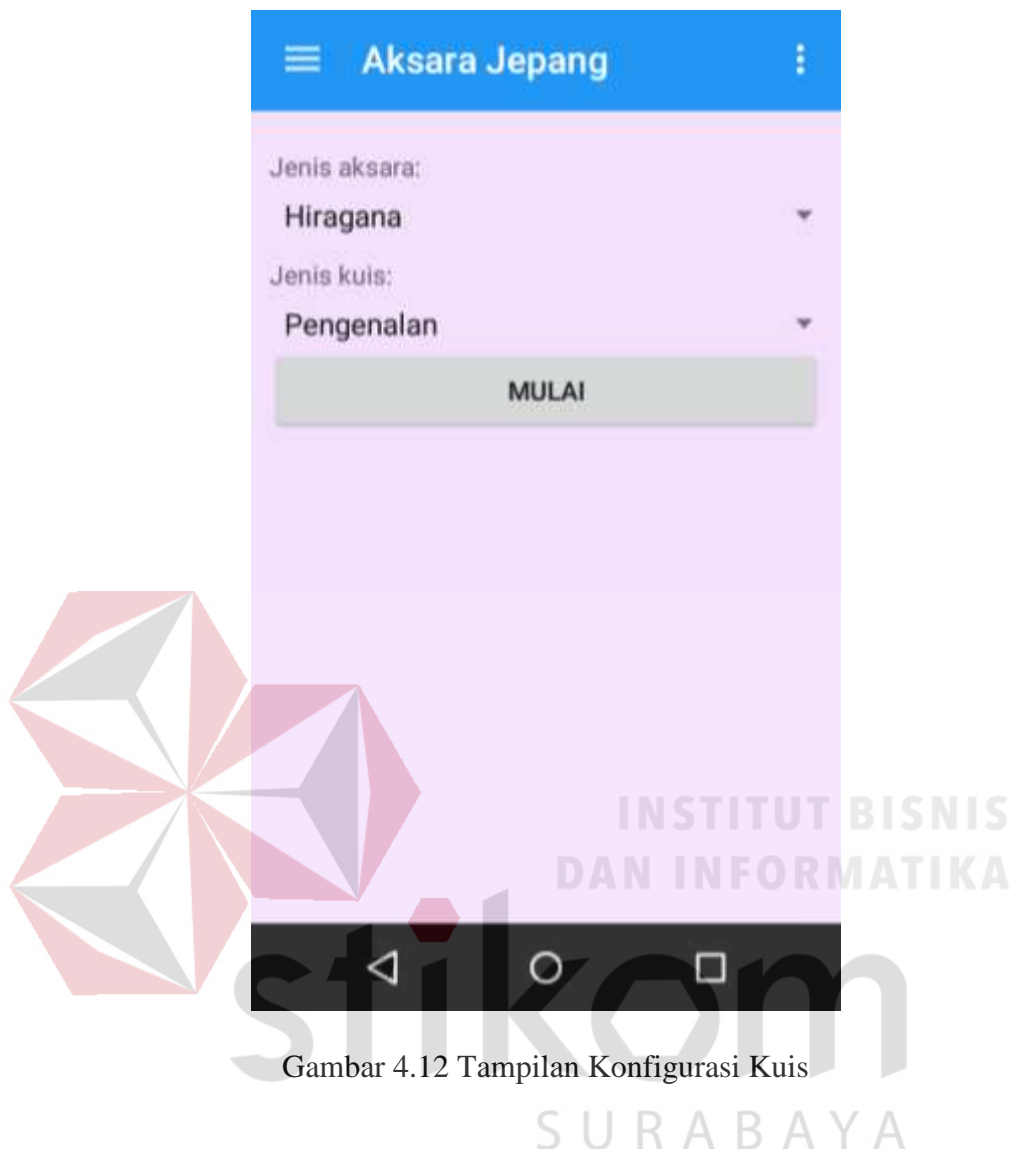 Aksara Jepang
Jenis aksara:
Hiragana
Jenis kuis:
Pengenalan
MULAI
INSTITUT BISNIS
DAN INFORMATIKA
stikom
Gambar 4.12 Tampilan Konfigurasi Kuis
SURABAYA